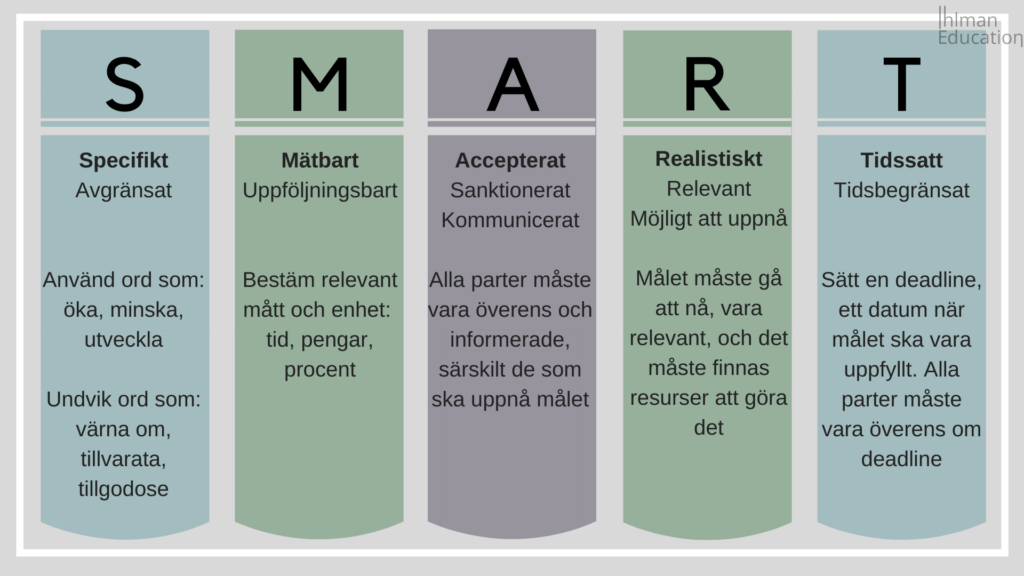 Ihlman
Education
S
Specifikt
Avgränsat
Använd ord som:
öka, minska,
utveckla
Undvik ord som:
värna om,
tillvarata,
tillgodose
M
Mätbart
Uppföljningsbart
Bestäm relevant
mått och enhet:
tid, pengar,
procent
A
Accepterat
Sanktionerat
Kommunicerat
Alla parter måste
vara överens och
informerade,
särskilt de som
ska uppnå målet
R
Realistiskt
Relevant
Möjligt att uppnå
Målet måste gå
att nå, vara
relevant, och det
måste finnas
resurser att göra
det
T
Tidssatt
Tidsbegränsat
Sätt en deadline,
ett datum när
målet ska vara
uppfyllt. Alla
parter måste
vara överens om
deadline